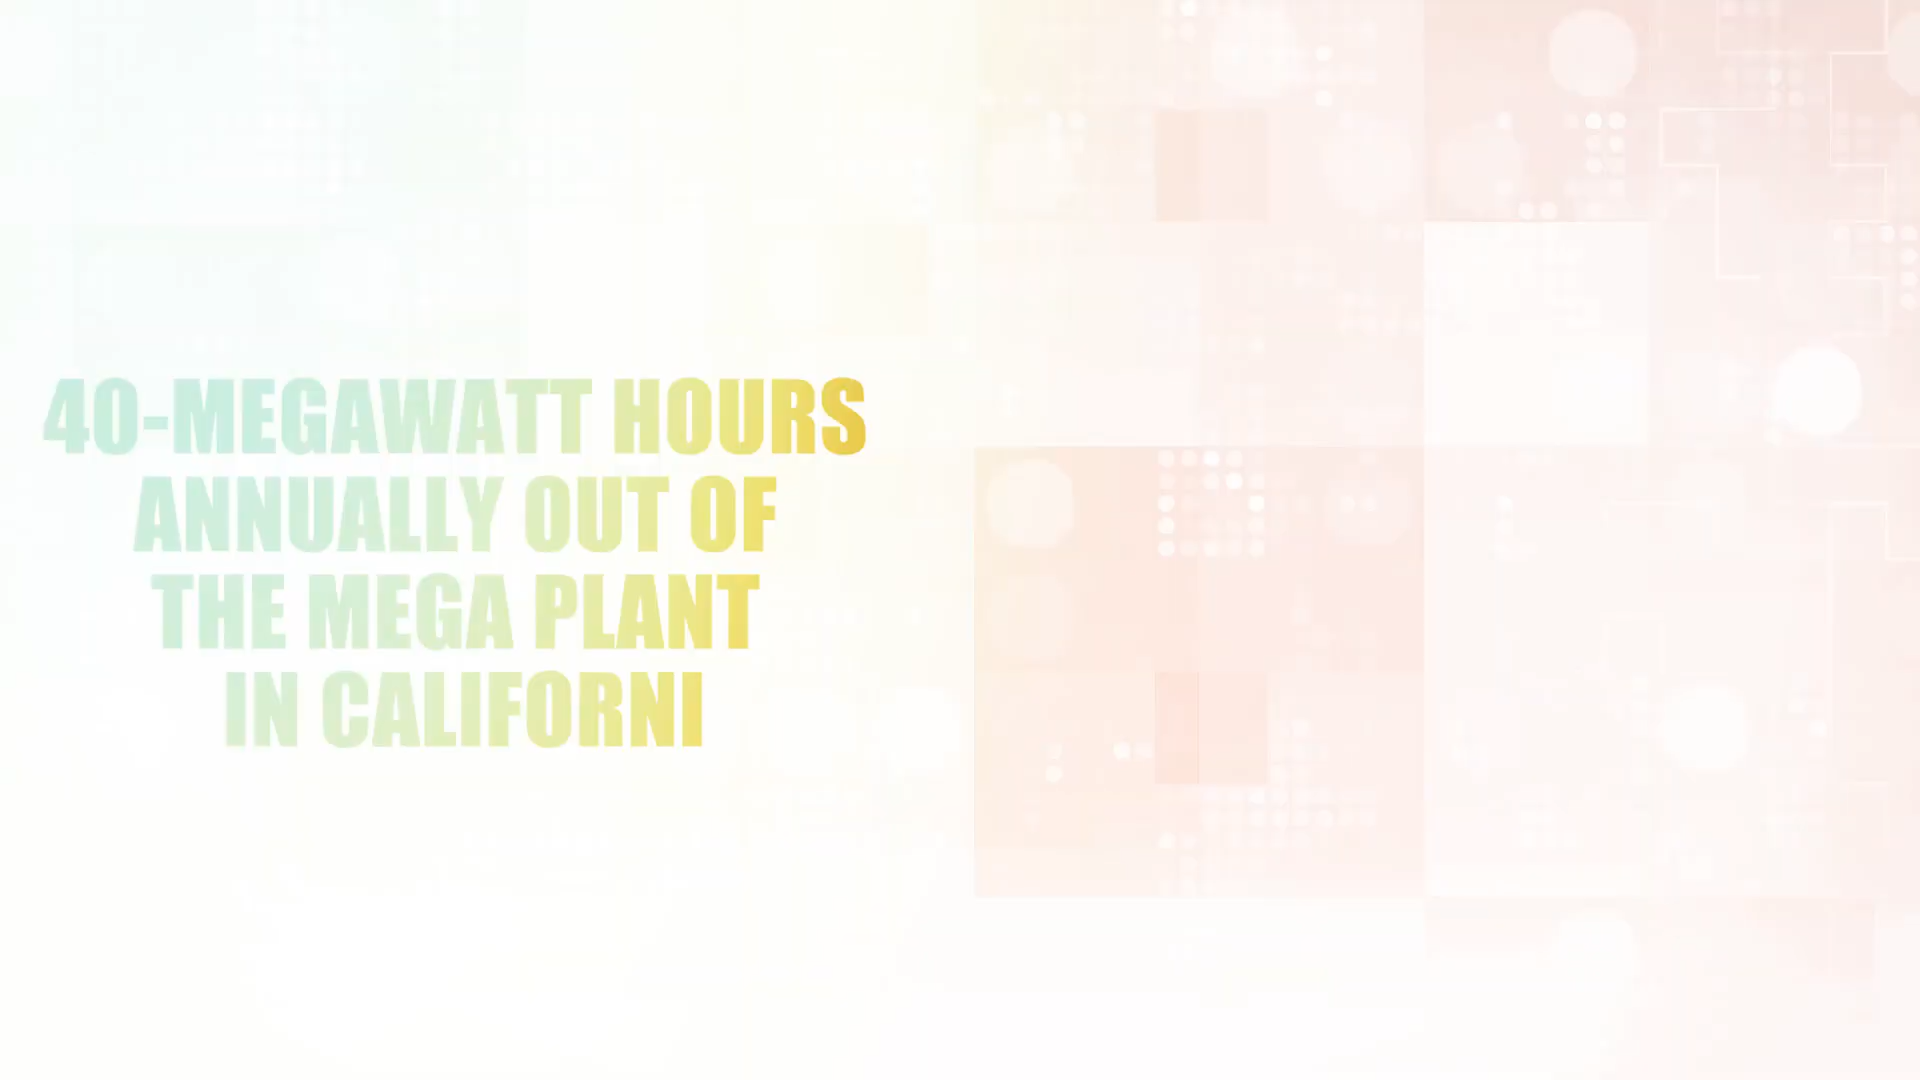 40-MEGAWATT HOURS
ANNUALLY OUT OF
THE MEGA PLANT
IN CALIFORNI